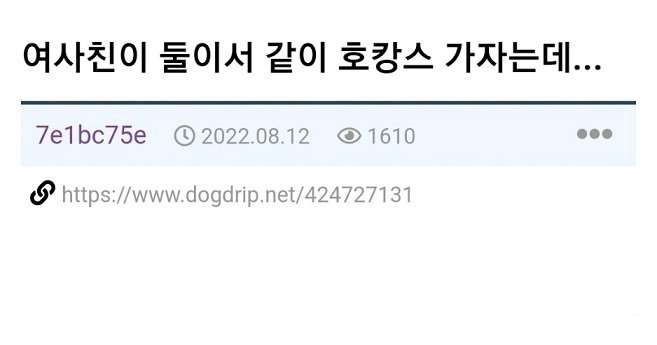 여사친이 둘이서 같이 호캉스 가자는데...
7e1bc75e 2022.08.12 1610
https://www.dogdrip.net/424727131